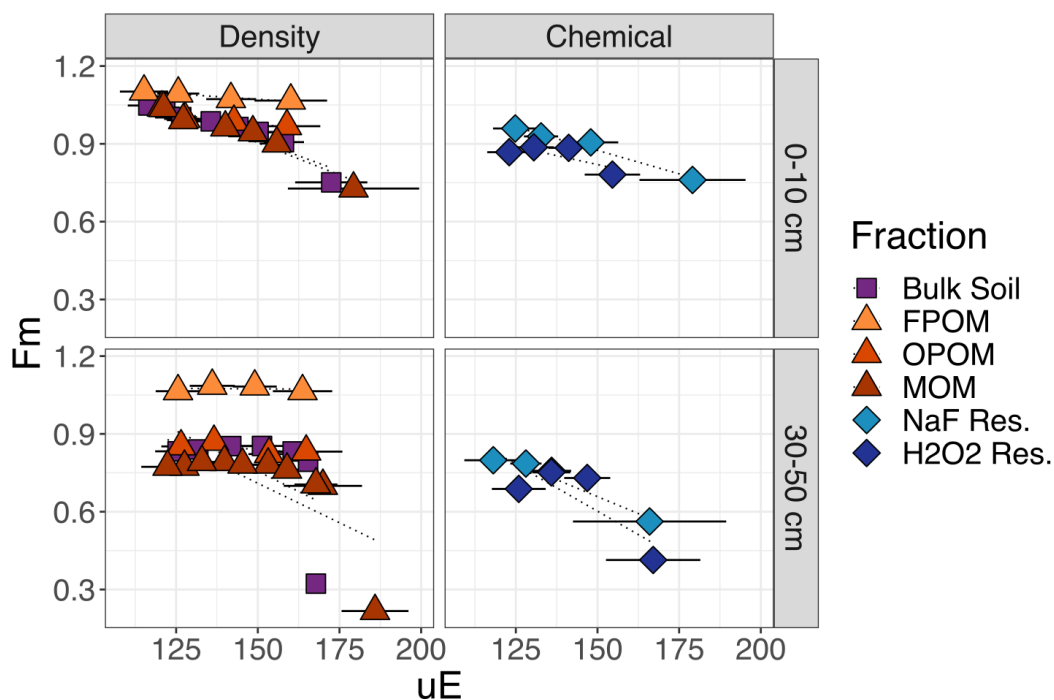 Density
Chemical
Fm
1.2
0.9
0.6
0.3
0-10 cm
1.2
0.9
0.6
0.3
30-50 cm
125 150 175 200
125 150 175 200
uE
Fraction
Bulk Soil
FPOM
OPOM
MOM
NaF Res.
H2O2 Res.